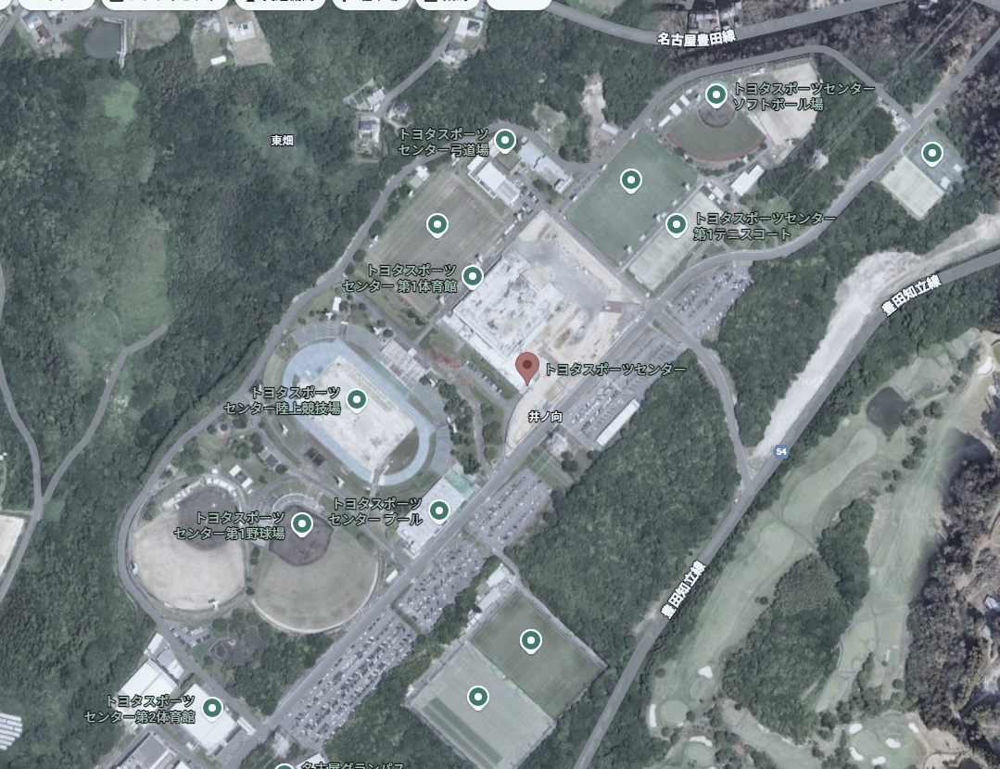 名古屋豊田線
トヨタスポーツセンター
ソフトボール場
東畑
トヨタスポーツ
センター弓道場
トヨタスポーツセンター
第1テニスコート
トヨタスポーツ
センター 第1体育館
豊田知立線
トヨタスポーツセンター
トヨタスポーツ
センター陸上競技場
井ノ向
54
トヨタスポーツ
センター プール
トヨタスポーツ
センター第1野球場
豊田知立線
トヨタスポーツ
センター第2体育館
名古屋グランパス